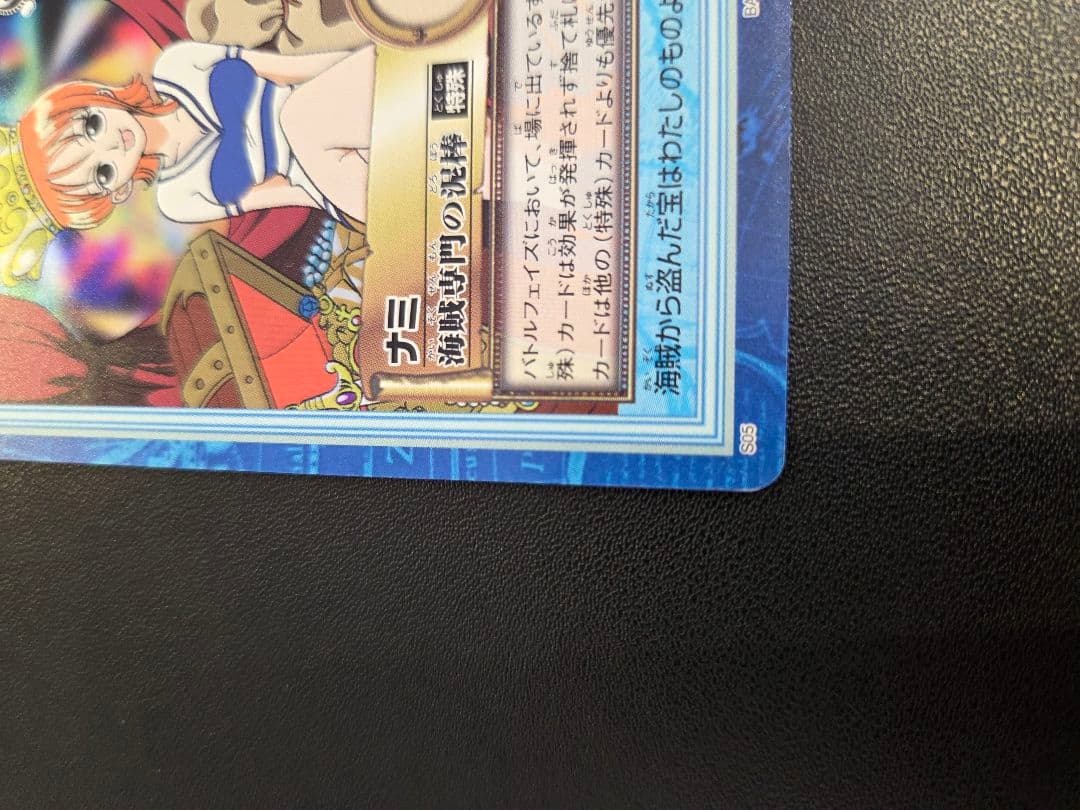 ナミ
海賊専門の泥棒
特殊
バトルフェイズにおいて、場に出ている
殊)カードは効果が発揮されず捨て札
カードは他の(特殊)カードよりも優先
海賊から盗んだ宝はわたしのものよ
S05
BA